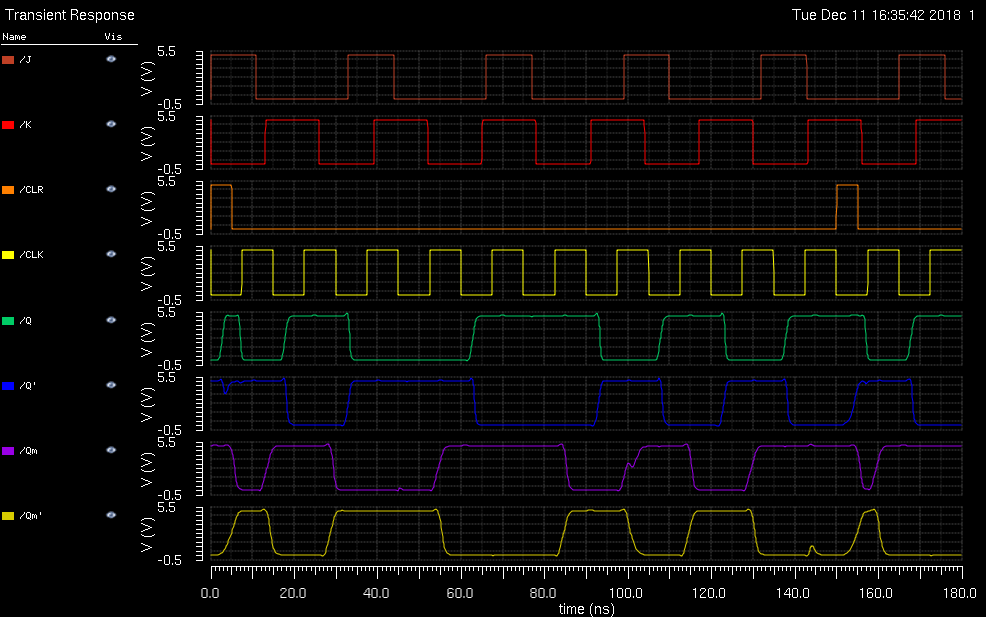 Transient Response
Tue Dec 11 16:35:42 2018 1
Name Vis
/J
V (V)
5.5
-0.5
/K
V (V)
5.5
-0.5
/CLR
V (V)
5.5
-0.5
/CLK
V (V)
5.5
-0.5
/Q
V (V)
5.5
-0.5
/Q'
V (V)
5.5
-0.5
/Qm
V (V)
5.5
-0.5
/Qm'
V (V)
5.5
-0.5
0.0 20.0 40.0 60.0 80.0 100.0 120.0 140.0 160.0 180.0
time (ns)